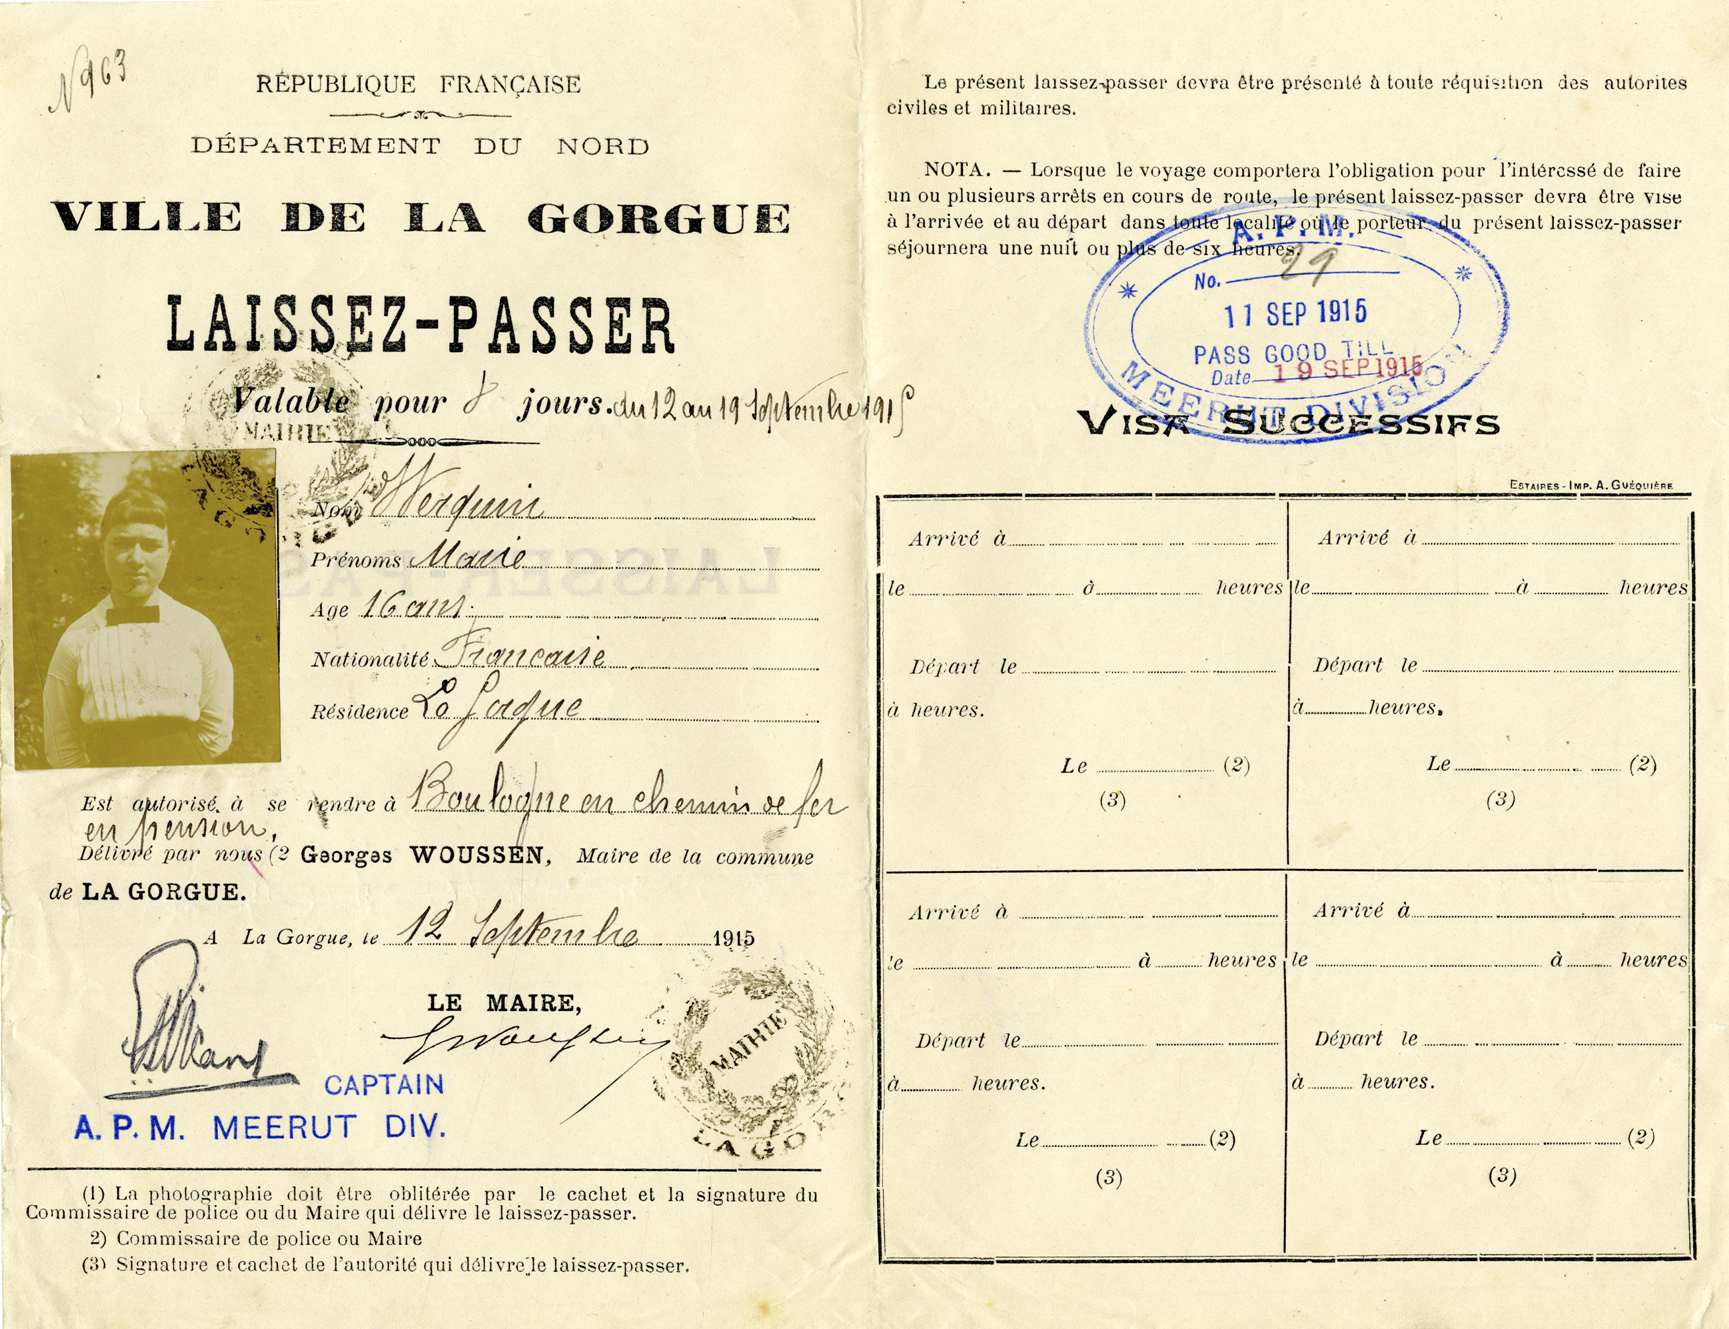 N 963
RÉPUBLIQUE FRANÇAISE
DÉPARTEMENT DU NORD
VILLE DE LA GORGUE
LAISSEZ-PASSER
Valable pour 8 jours. du 12 au 19 Septembre 1915
MAIRIE
Nom Werquin
Prénoms Marie
Age 16 ans.
Nationalité Francaise
Résidence La Gorgue
Est autorisé à se rendre à Boulogne en chemin de fer
en pension,
Délivré par nous (2 Georges WOUSSEN, Maire de la commune
de LA GORGUE.
A La Gorgue, le 12 Septembre 1915
LE MAIRE,
GWoussen
MAIRIE
LA GOR
CAPTAIN
A. P. M. MEERUT DIV.
(1) La photographie doit être oblitérée par le cachet et la signature du
Commissaire de police ou du Maire qui délivre le laissez-passer.
2) Commissaire de police ou Maire
(3) Signature et cachet de l'autorité qui délivre le laissez-passer.
Le présent laissez-passer devra être présenté à toute réquisition des autorites
civiles et militaires.
NOTA. — Lorsque le voyage comportera l'obligation pour l'intéressé de faire
un ou plusieurs arrêts en cours de route, le présent laissez-passer devra être vise
à l'arrivée et au départ dans toute localité où le porteur du présent laissez-passer
séjournera une nuit ou plus de six heures.
A. P. M.
No. 29
11 SEP 1915
PASS GOOD TILL
Date 19 SEP 1915
MEERUT DIVISION
VISA SUCCESSIFS
ESTAIRES - IMP. A. GUÉQUIÈRE
Arrivé à
le à heures
Départ le
à heures.
Le (2)
(3)
Arrivé à
le à heures
Départ le
à heures.
Le (2)
(3)
Arrivé à
le à heures
Départ le
à heures.
Le (2)
(3)
Arrivé à
le à heures
Départ le
à heures.
Le (2)
(3)